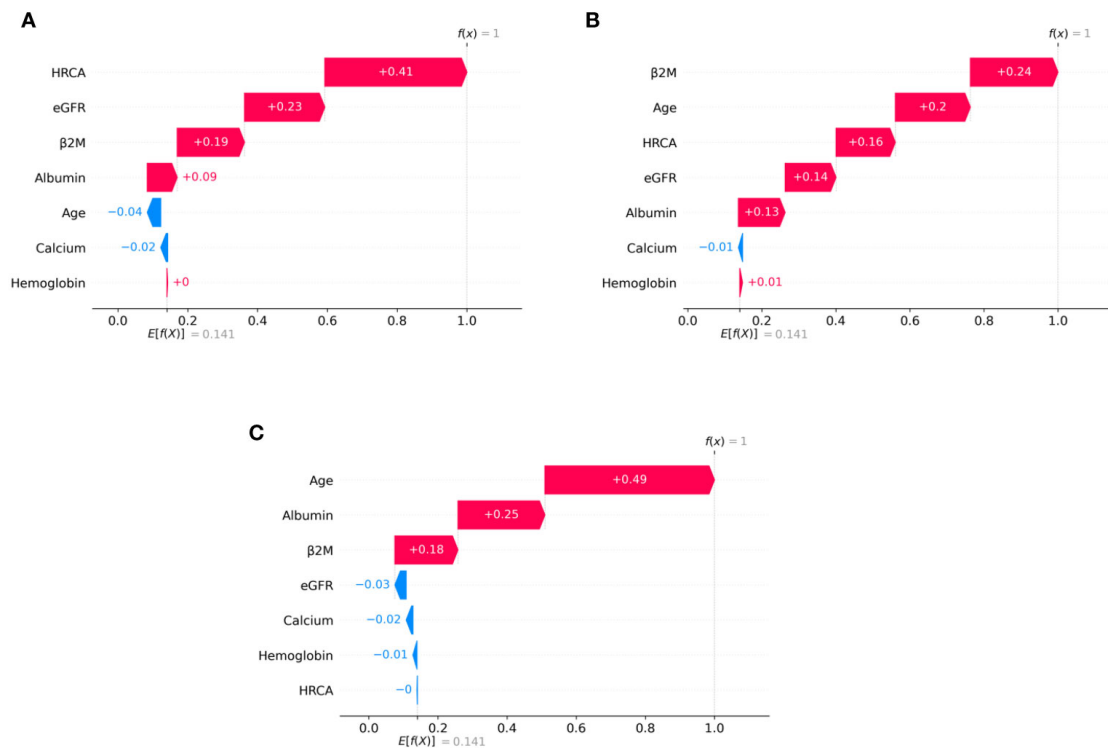 A
f(x) = 1
HRCA +0.41
eGFR +0.23
β2M +0.19
Albumin +0.09
Age −0.04
Calcium −0.02
Hemoglobin +0
0.0 0.2 0.4 0.6 0.8 1.0
E[f(X)] = 0.141
B
f(x) = 1
β2M +0.24
Age +0.2
HRCA +0.16
eGFR +0.14
Albumin +0.13
Calcium −0.01
Hemoglobin +0.01
0.0 0.2 0.4 0.6 0.8 1.0
E[f(X)] = 0.141
C
f(x) = 1
Age +0.49
Albumin +0.25
β2M +0.18
eGFR −0.03
Calcium −0.02
Hemoglobin −0.01
HRCA −0
0.0 0.2 0.4 0.6 0.8 1.0
E[f(X)] = 0.141